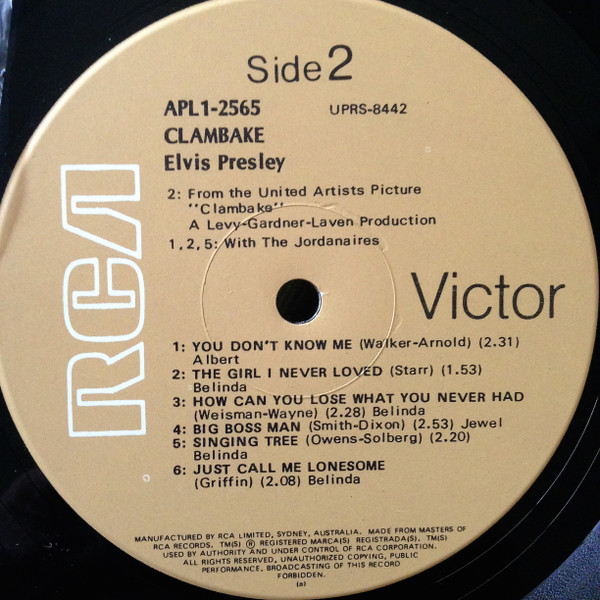 Side 2
APL1-2565 UPRS-8442
CLAMBAKE
Elvis Presley
2: From the United Artists Picture
"Clambake"
A Levy-Gardner-Laven Production
1,2,5: With The Jordanaires
RCA
Victor
1: YOU DON'T KNOW ME (Walker-Arnold) (2.31)
Albert
2: THE GIRL I NEVER LOVED (Starr) (1.53)
Belinda
3: HOW CAN YOU LOSE WHAT YOU NEVER HAD
(Weisman-Wayne) (2.28) Belinda
4: BIG BOSS MAN (Smith-Dixon) (2.53) Jewel
5: SINGING TREE (Owens-Solberg) (2.20)
Belinda
6: JUST CALL ME LONESOME
(Griffin) (2.08) Belinda
MANUFACTURED BY RCA LIMITED, SYDNEY, AUSTRALIA. MADE FROM MASTERS OF
RCA RECORDS. TM(S) ® REGISTERED MARCA(S) REGISTRADA(S). TM(S)
USED BY AUTHORITY AND UNDER CONTROL OF RCA CORPORATION.
ALL RIGHTS RESERVED, UNAUTHORIZED COPYING, PUBLIC
PERFORMANCE, BROADCASTING OF THIS RECORD
FORBIDDEN.
(a)